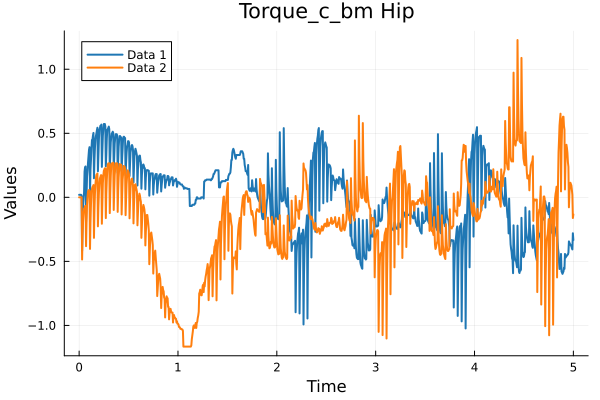 Torque_c_bm Hip
Data 1
Data 2
Values
1.0
0.5
0.0
−0.5
−1.0
0 1 2 3 4 5
Time